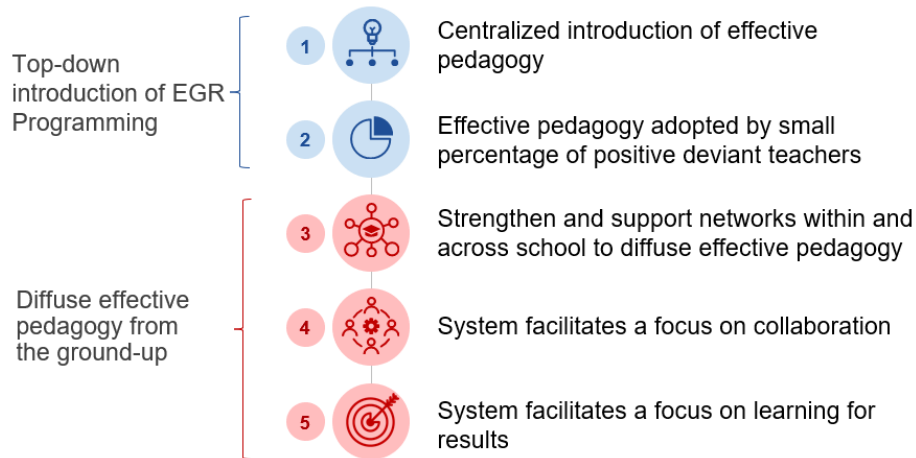 Top-down
introduction of EGR
Programming
1
Centralized introduction of effective
pedagogy
2
Effective pedagogy adopted by small
percentage of positive deviant teachers
Diffuse effective
pedagogy from
the ground-up
3
Strengthen and support networks within and
across school to diffuse effective pedagogy
4
System facilitates a focus on collaboration
5
System facilitates a focus on learning for
results